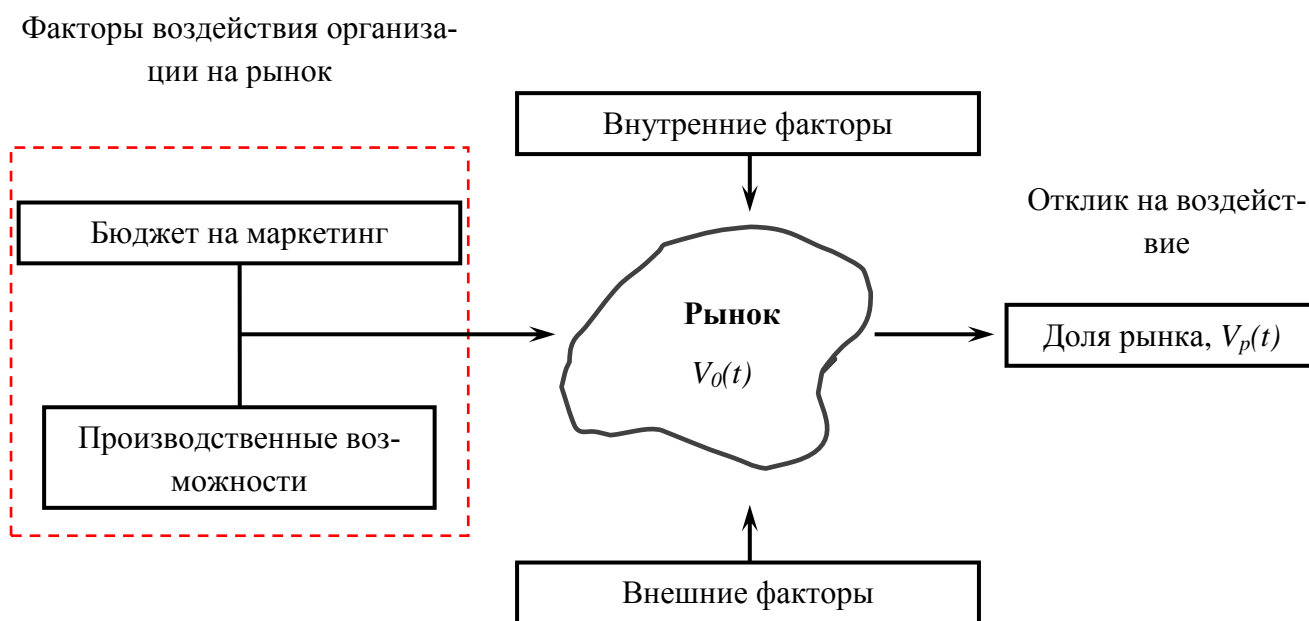 Факторы воздействия организа-
ции на рынок
Внутренние факторы
Отклик на воздейст-
вие
Бюджет на маркетинг
Рынок
V₀(t)
Доля рынка, Vₚ(t)
Производственные воз-
можности
Внешние факторы